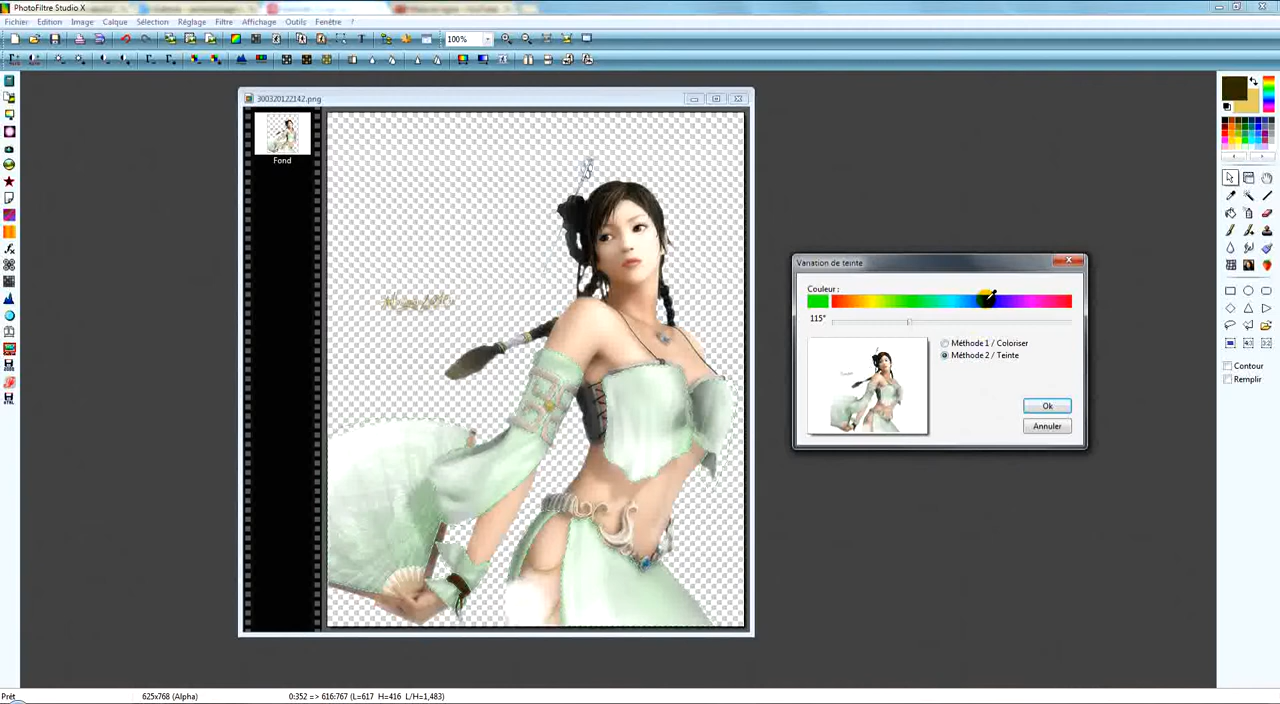 PhotoFiltre Studio X
Fichier Edition Image Calque Sélection Réglage Filtre Affichage Outils Fenêtre
100%
300320122142.png
Fond
Variation de teinte
Couleur :
115°
Méthode 1 / Coloriser
Méthode 2 / Teinte
Ok
Annuler
Contour
Remplir
Prêt 625x768 (Alpha) 0:352 => 616:767 (L=617 H=416 L/H=1,483)